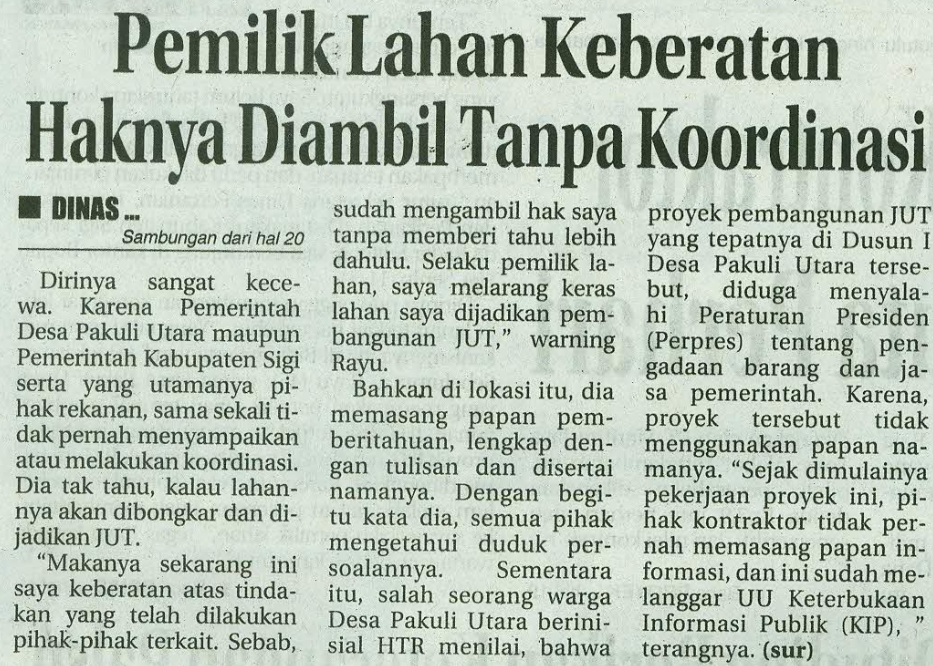 Pemilik Lahan Keberatan
Haknya Diambil Tanpa Koordinasi
DINAS ...
Sambungan dari hal 20
Dirinya sangat kece-
wa. Karena Pemerintah
Desa Pakuli Utara maupun
Pemerintah Kabupaten Sigi
serta yang utamanya pi-
hak rekanan, sama sekali ti-
dak pernah menyampaikan
atau melakukan koordinasi.
Dia tak tahu, kalau lahan-
nya akan dibongkar dan di-
jadikan JUT.
“Makanya sekarang ini
saya keberatan atas tinda-
kan yang telah dilakukan
pihak-pihak terkait. Sebab,
sudah mengambil hak saya
tanpa memberi tahu lebih
dahulu. Selaku pemilik la-
han, saya melarang keras
lahan saya dijadikan pem-
bangunan JUT,” warning
Rayu.
Bahkan di lokasi itu, dia
memasang papan pem-
beritahuan, lengkap den-
gan tulisan dan disertai
namanya. Dengan begi-
tu kata dia, semua pihak
mengetahui duduk per-
soalannya. Sementara
itu, salah seorang warga
Desa Pakuli Utara berini-
sial HTR menilai, bahwa
proyek pembangunan JUT
yang tepatnya di Dusun I
Desa Pakuli Utara terse-
but, diduga menyala-
hi Peraturan Presiden
(Perpres) tentang pen-
gadaan barang dan ja-
sa pemerintah. Karena,
proyek tersebut tidak
menggunakan papan na-
manya. “Sejak dimulainya
pekerjaan proyek ini, pi-
hak kontraktor tidak per-
nah memasang papan in-
formasi, dan ini sudah me-
langgar UU Keterbukaan
Informasi Publik (KIP), ”
terangnya. (sur)